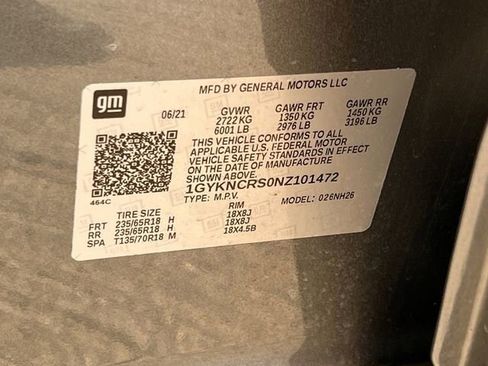 MFD BY GENERAL MOTORS LLC
gm
06/21 GVWR GAWR FRT GAWR RR
2722 KG 1350 KG 1450 KG
6001 LB 2976 LB 3196 LB
THIS VEHICLE CONFORMS TO ALL
APPLICABLE U.S. FEDERAL MOTOR
VEHICLE SAFETY STANDARDS IN EFFECT
ON THE DATE OF MANUFACTURE
SHOWN ABOVE.
1GYKNCRS0NZ101472
464C
TYPE: M.P.V. MODEL: 026NH26
TIRE SIZE RIM
FRT 235/65R18 H 18X8J
RR 235/65R18 H 18X8J
SPA T135/70R18 M 18X4.5B